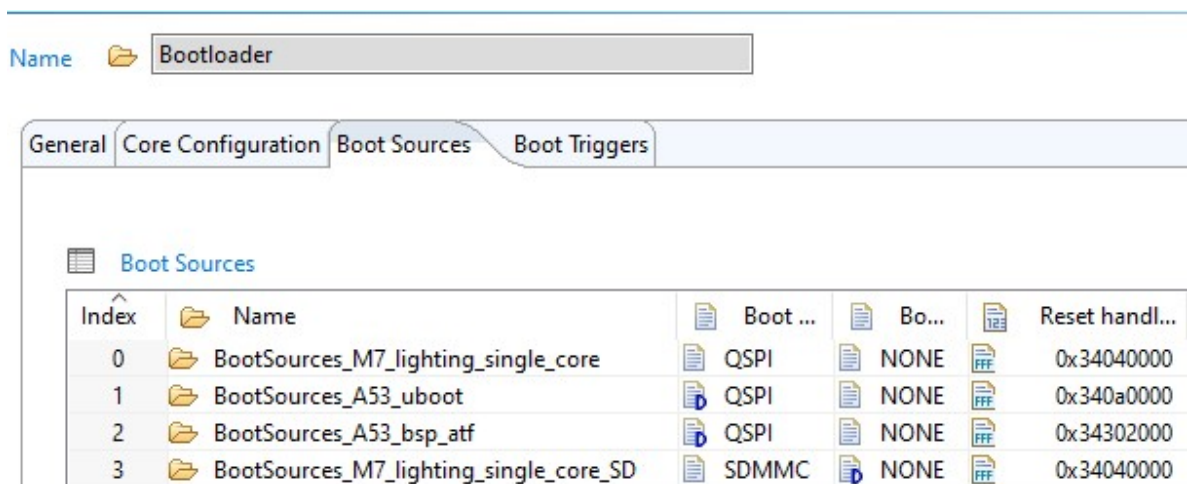 Name Bootloader
General Core Configuration Boot Sources Boot Triggers
Boot Sources
Index Name Boot ... Bo... Reset handl...
0 BootSources_M7_lighting_single_core QSPI NONE 0x34040000
1 BootSources_A53_uboot QSPI NONE 0x340a0000
2 BootSources_A53_bsp_atf QSPI NONE 0x34302000
3 BootSources_M7_lighting_single_core_SD SDMMC NONE 0x34040000